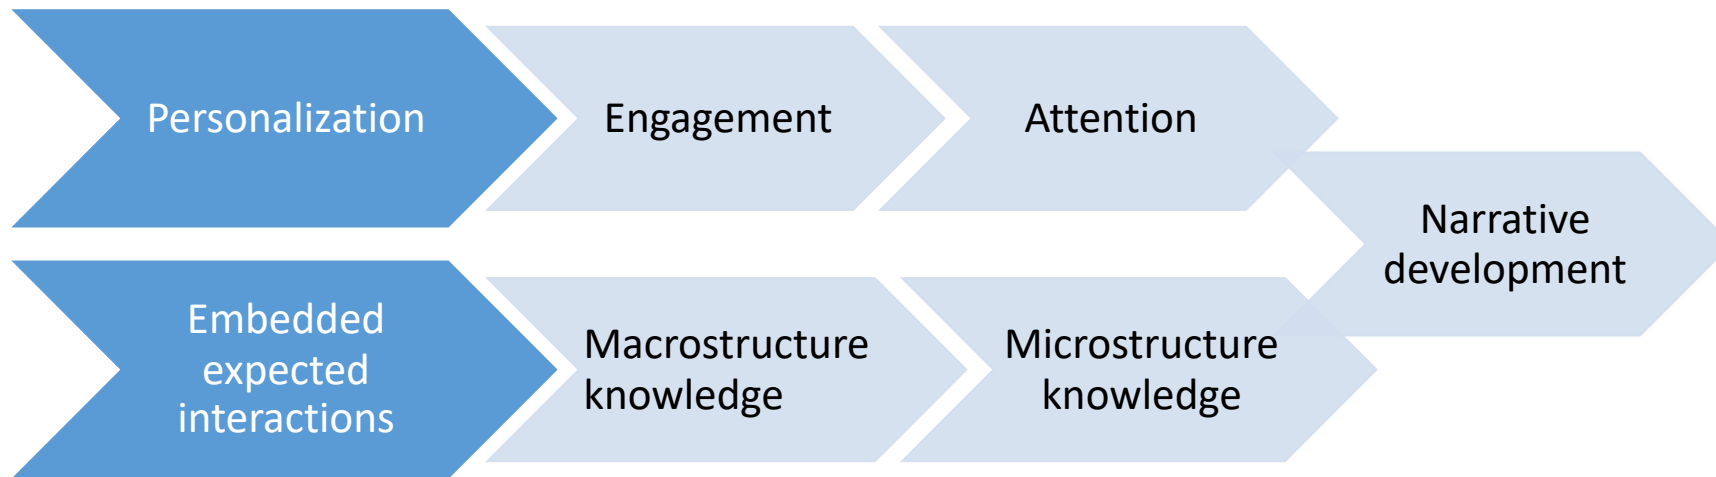 Personalization
Engagement
Attention
Narrative
development
Embedded
expected
interactions
Macrostructure
knowledge
Microstructure
knowledge